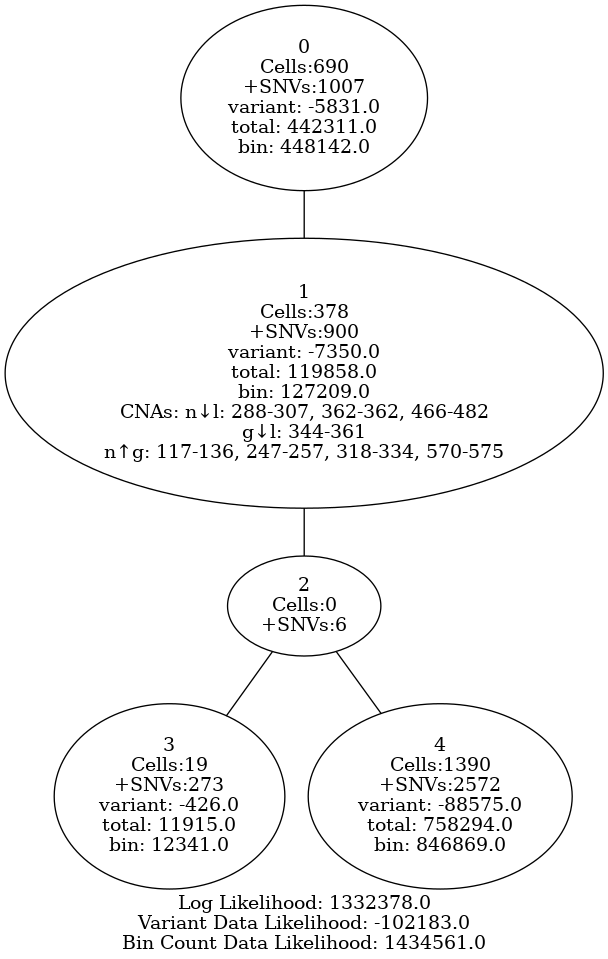 0
Cells:690
+SNVs:1007
variant: -5831.0
total: 442311.0
bin: 448142.0
1
Cells:378
+SNVs:900
variant: -7350.0
total: 119858.0
bin: 127209.0
CNAs: n↓l: 288-307, 362-362, 466-482
g↓l: 344-361
n↑g: 117-136, 247-257, 318-334, 570-575
2
Cells:0
+SNVs:6
3
Cells:19
+SNVs:273
variant: -426.0
total: 11915.0
bin: 12341.0
4
Cells:1390
+SNVs:2572
variant: -88575.0
total: 758294.0
bin: 846869.0
Log Likelihood: 1332378.0
Variant Data Likelihood: -102183.0
Bin Count Data Likelihood: 1434561.0